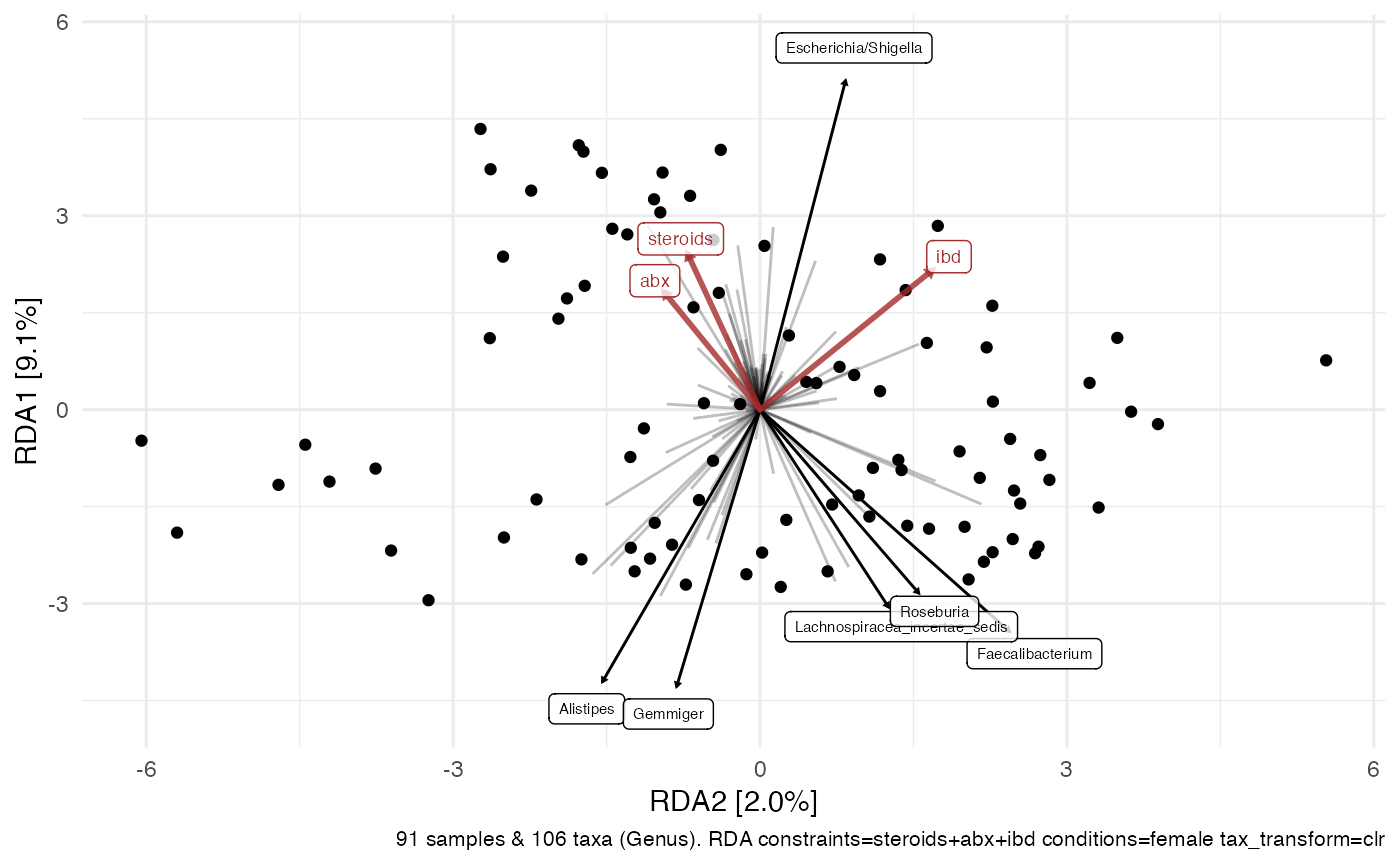 6
3
0
-3
RDA1 [9.1%]
Escherichia/Shigella
steroids
ibd
abx
Roseburia
Lachnospiracea_incertae_sedis
Faecalibacterium
Alistipes
Gemmiger
-6 -3 0 3 6
RDA2 [2.0%]
91 samples & 106 taxa (Genus). RDA constraints=steroids+abx+ibd conditions=female tax_transform=clr